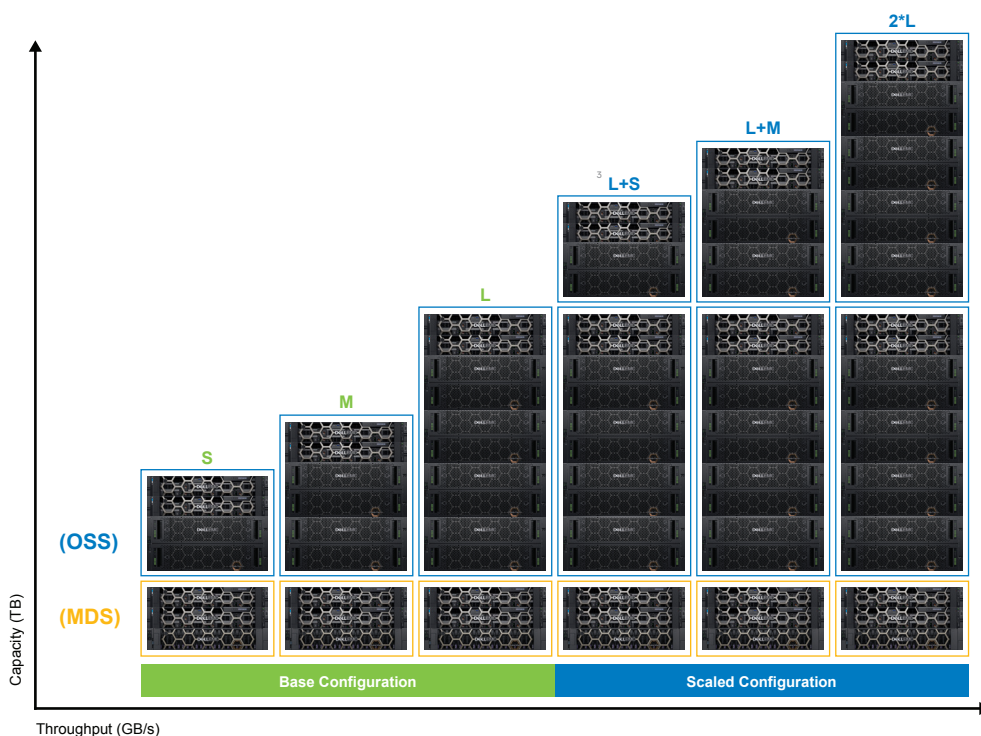 2*L
L+M
3 L+S
L
M
S
(OSS)
(MDS)
Capacity (TB)
Base Configuration
Scaled Configuration
Throughput (GB/s)